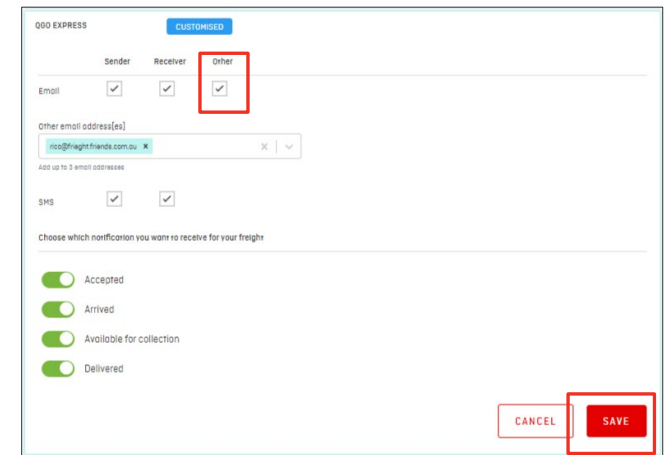 QGO EXPRESS CUSTOMISED
Sender Receiver Other
Email
Other email address[es]
rico@frieghtfriends.com.au × × 
Add up to 3 email addresses
SMS
Choose which notification you want to receive for your freight
Accepted
Arrived
Available for collection
Delivered
CANCEL SAVE